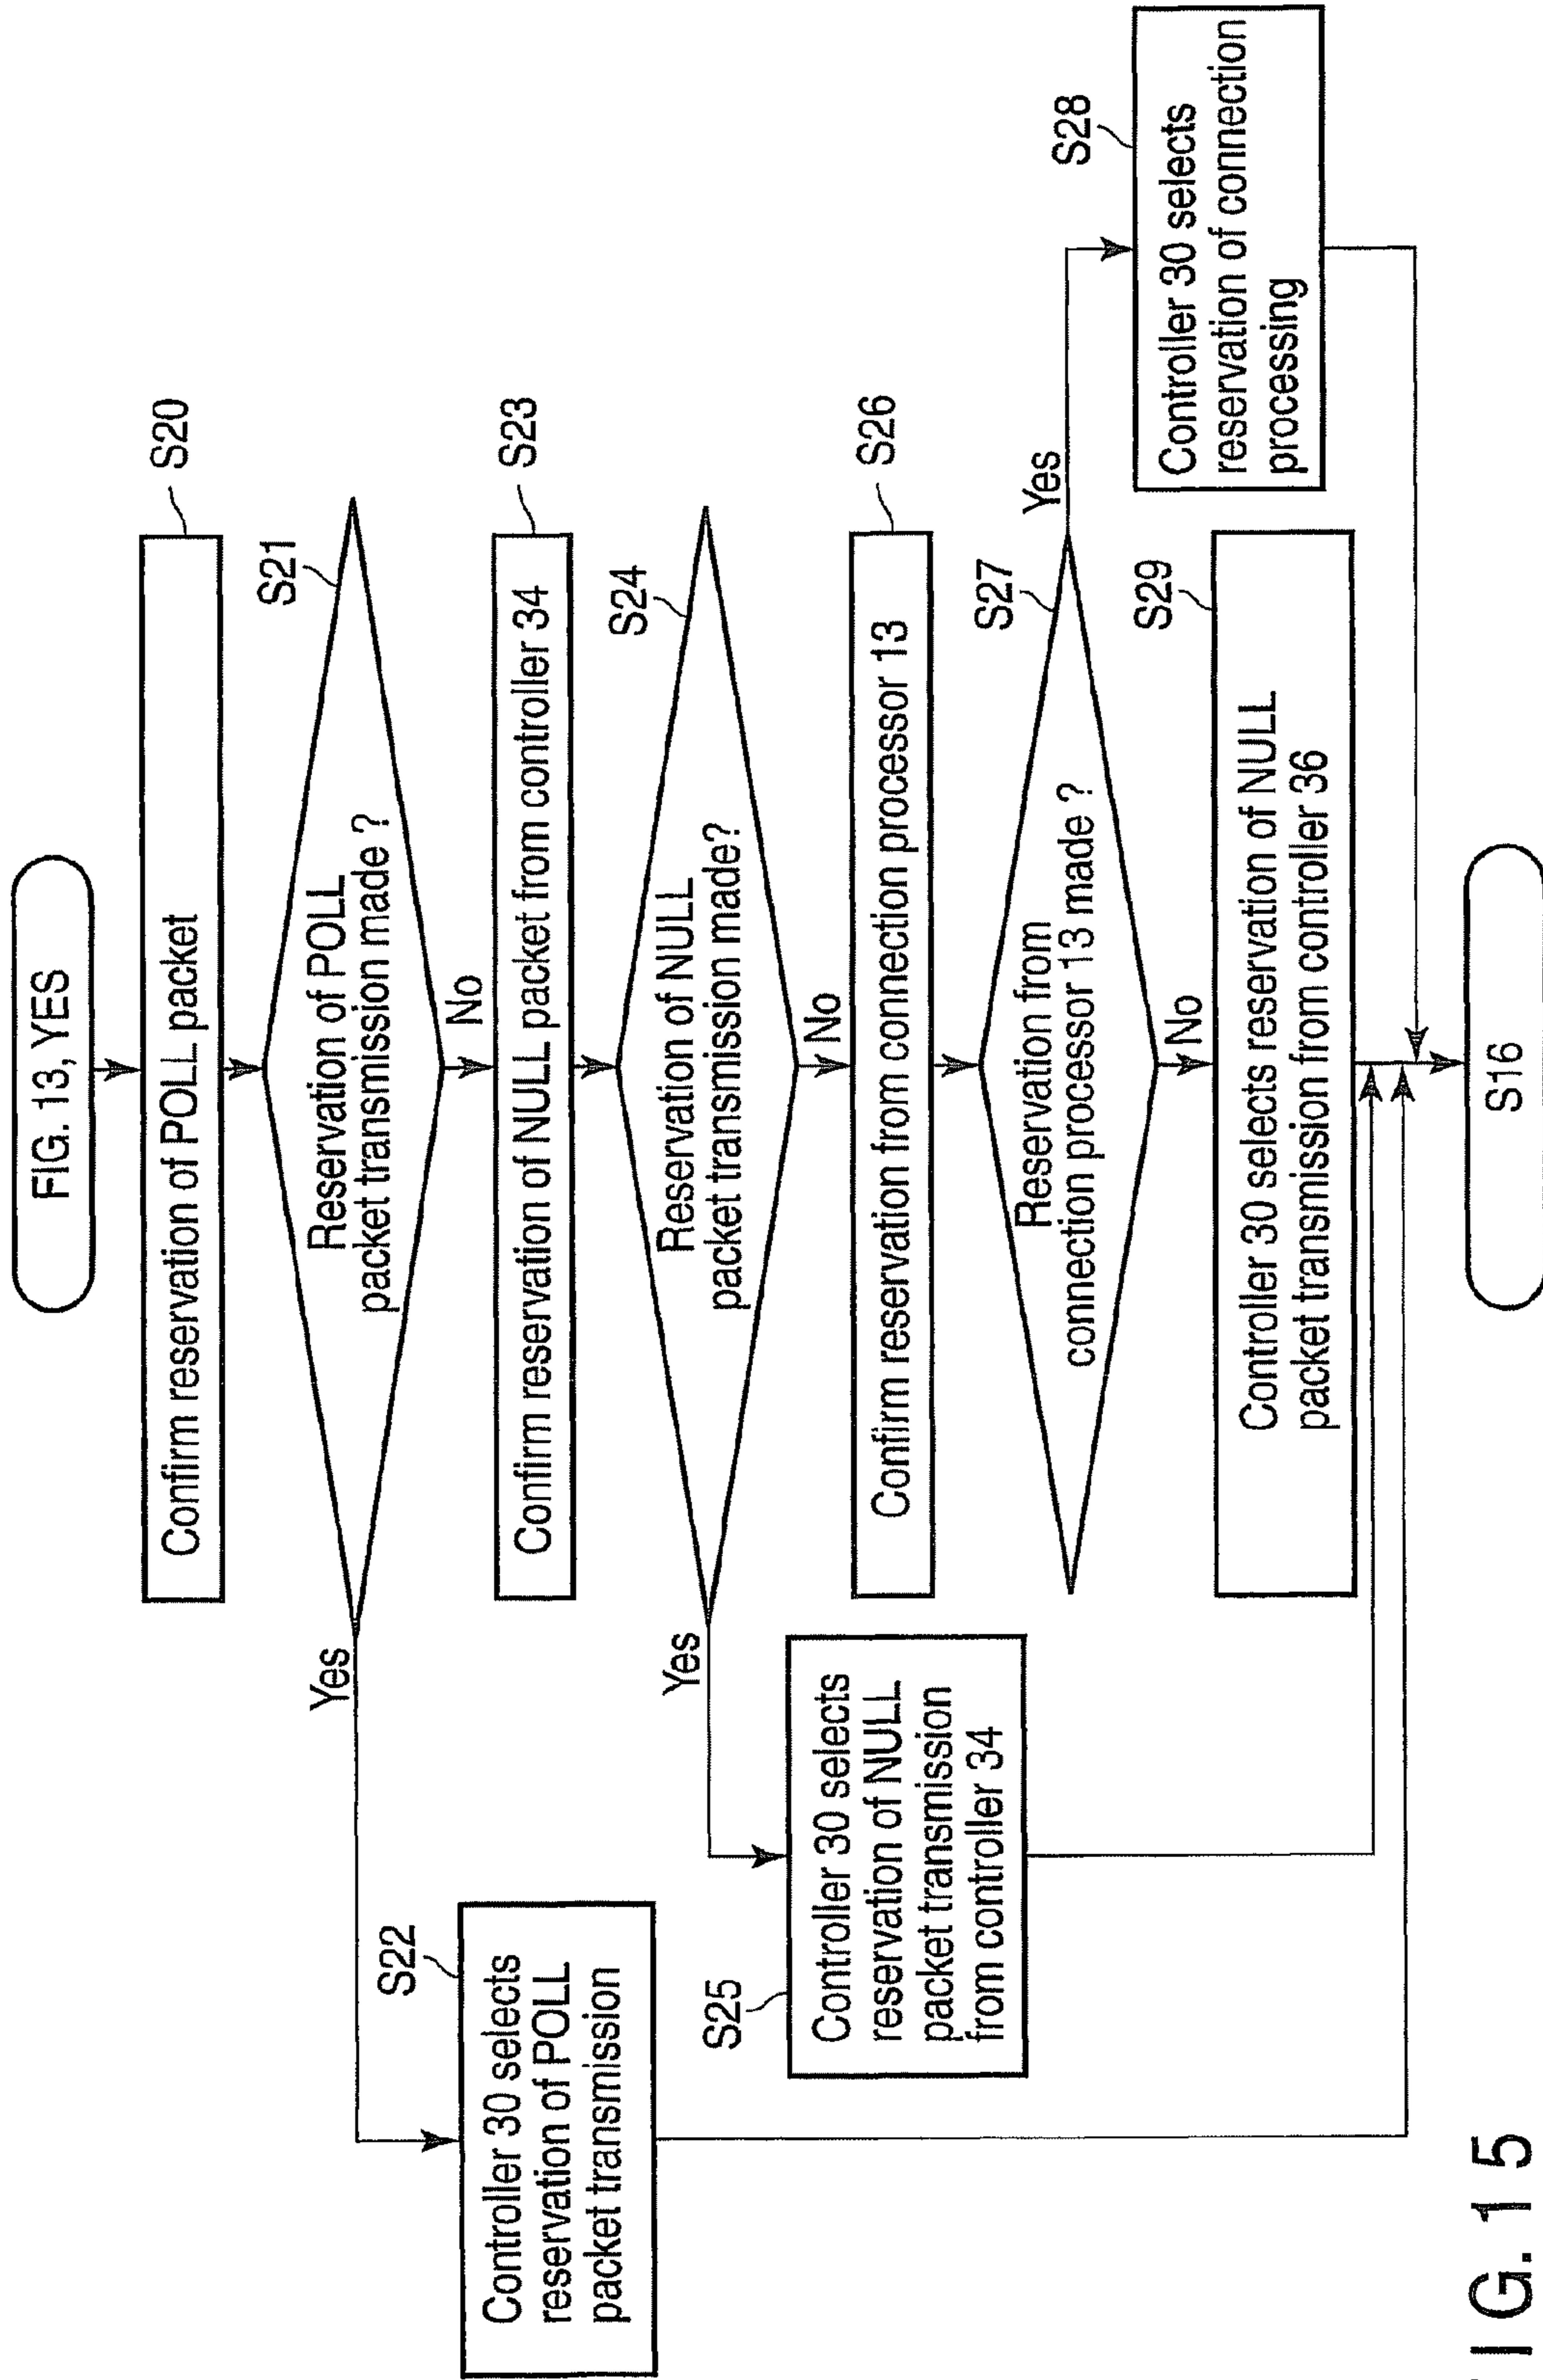 FIG. 13, YES
S20
Confirm reservation of POLL packet
S21
Reservation of POLL
packet transmission made ?
Yes
No
S22
Controller 30 selects
reservation of POLL
packet transmission
S23
Confirm reservation of NULL packet from controller 34
S24
Reservation of NULL
packet transmission made?
Yes
No
S25
Controller 30 selects
reservation of NULL
packet transmission
from controller 34
S26
Confirm reservation from connection processor 13
S27
Reservation from
connection processor 13 made ?
Yes
No
S28
Controller 30 selects
reservation of connection
processing
S29
Controller 30 selects reservation of NULL
packet transmission from controller 36
S16
IG. 15